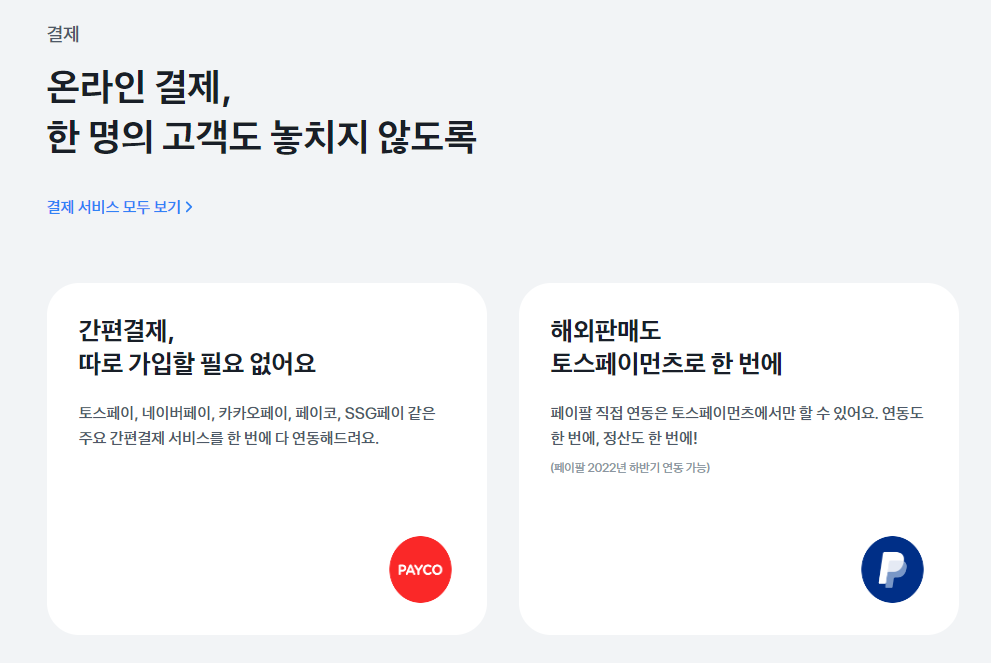 결제
온라인 결제,
한 명의 고객도 놓치지 않도록
결제 서비스 모두 보기 >
간편결제,
따로 가입할 필요 없어요
토스페이, 네이버페이, 카카오페이, 페이코, SSG페이 같은
주요 간편결제 서비스를 한 번에 다 연동해드려요.
PAYCO
해외판매도
토스페이먼츠로 한 번에
페이팔 직접 연동은 토스페이먼츠에서만 할 수 있어요. 연동도
한 번에, 정산도 한 번에!
(페이팔 2022년 하반기 연동 가능)
P